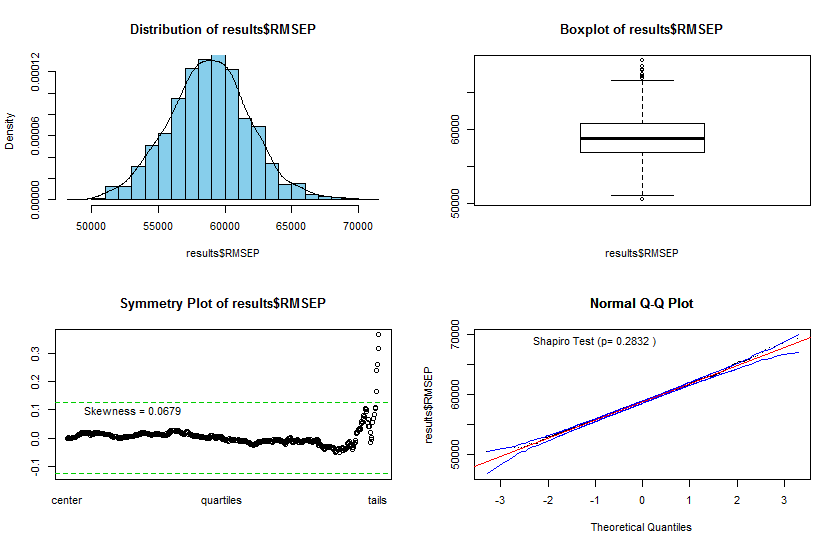 Distribution of results$RMSEP
Density
0.00000
0.00006
0.00012
50000
55000
60000
65000
70000
results$RMSEP
Boxplot of results$RMSEP
50000
60000
results$RMSEP
Symmetry Plot of results$RMSEP
-0.1
0.0
0.1
0.2
0.3
Skewness = 0.0679
center
quartiles
tails
Normal Q-Q Plot
results$RMSEP
50000
60000
70000
Shapiro Test (p= 0.2832 )
-3
-2
-1
0
1
2
3
Theoretical Quantiles